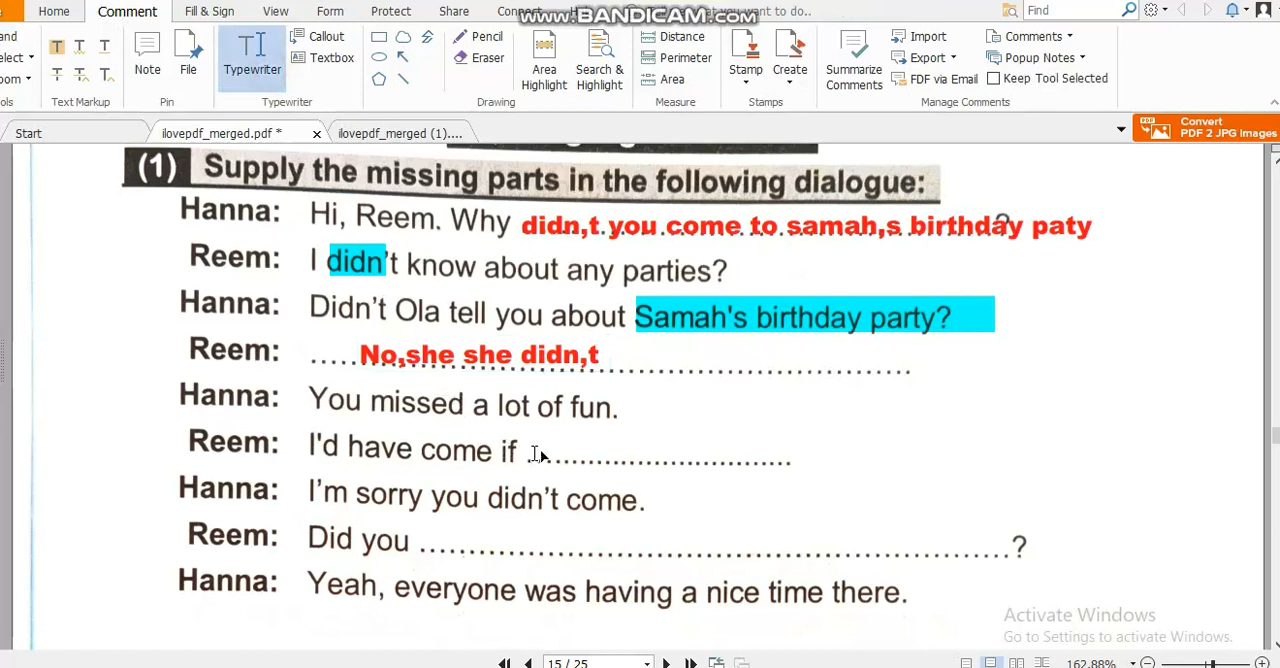 Home Comment Fill & Sign Protect Share Connect want to do.. Find
www.BANDICAM.com
Note File Typewriter Callout Textbox Pencil Eraser Area Highlight Search & Highlight Distance Perimeter Area Stamp Create Summarize Comments Import Export FDF via Email Comments Popup Notes Keep Tool Selected
Text Markup Pin Typewriter Drawing Measure Stamps Manage Comments
Start ilovepdf_merged.pdf * ilovepdf_merged (1).... Convert PDF 2 JPG Images
(1) Supply the missing parts in the following dialogue:
Hanna: Hi, Reem. Why didn,t you come to samah,s birthday paty ?
Reem: I didn't know about any parties?
Hanna: Didn't Ola tell you about Samah's birthday party?
Reem: .....No,she she didn,t..............................
Hanna: You missed a lot of fun.
Reem: I'd have come if ................................
Hanna: I'm sorry you didn't come.
Reem: Did you ............................................................?
Hanna: Yeah, everyone was having a nice time there.
Activate Windows
Go to Settings to activate Windows.
15 / 25 162.88%